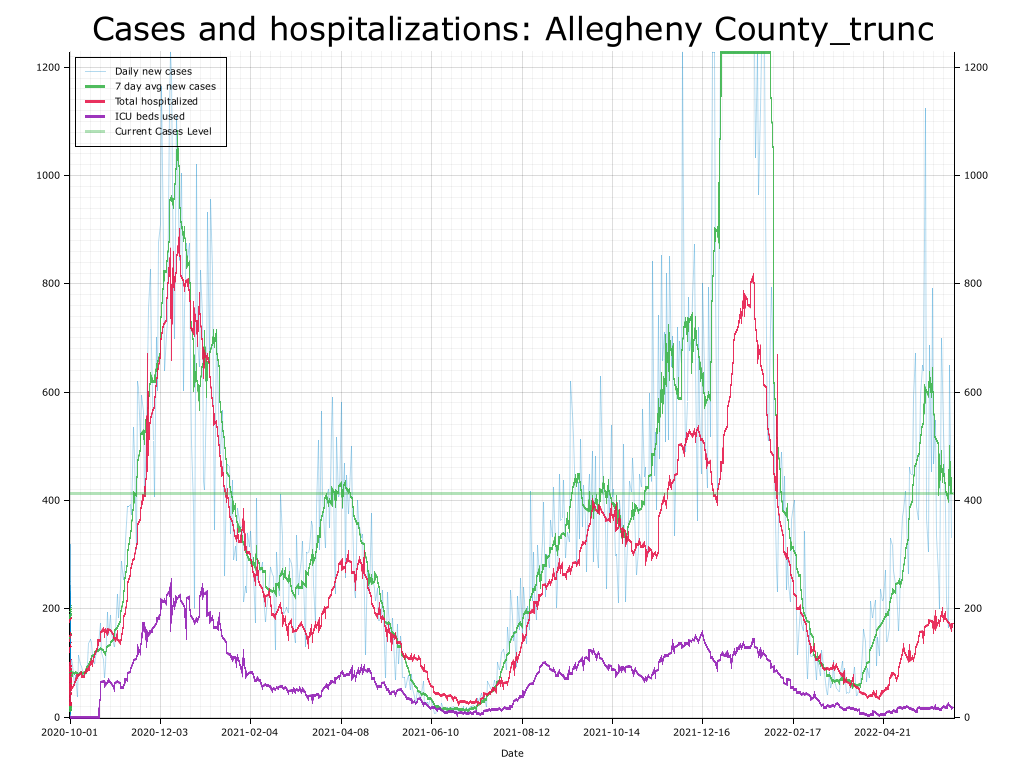 Cases and hospitalizations: Allegheny County_trunc
1200
1000
800
600
400
200
0
Daily new cases
7 day avg new cases
Total hospitalized
ICU beds used
Current Cases Level
1200
1000
800
600
400
200
0
2020-10-01 2020-12-03 2021-02-04 2021-04-08 2021-06-10 2021-08-12 2021-10-14 2021-12-16 2022-02-17 2022-04-21
Date